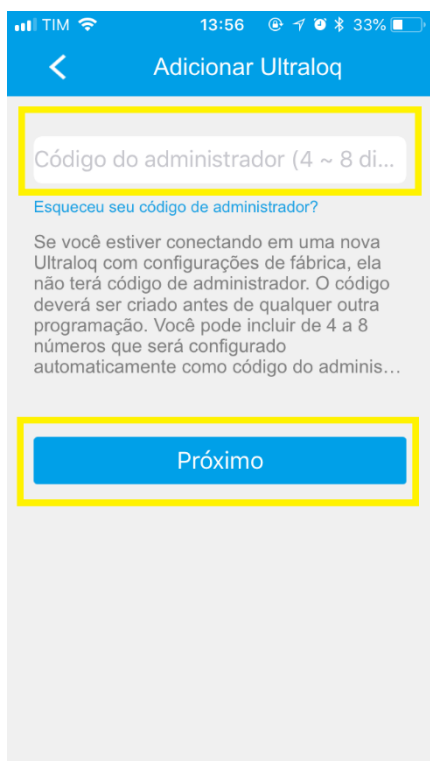 TIM 13:56 33%
Adicionar Ultraloq
Código do administrador (4 ~ 8 di...
Esqueceu seu código de administrador?
Se você estiver conectando em uma nova
Ultraloq com configurações de fábrica, ela
não terá código de administrador. O código
deverá ser criado antes de qualquer outra
programação. Você pode incluir de 4 a 8
números que será configurado
automaticamente como código do adminis...
Próximo